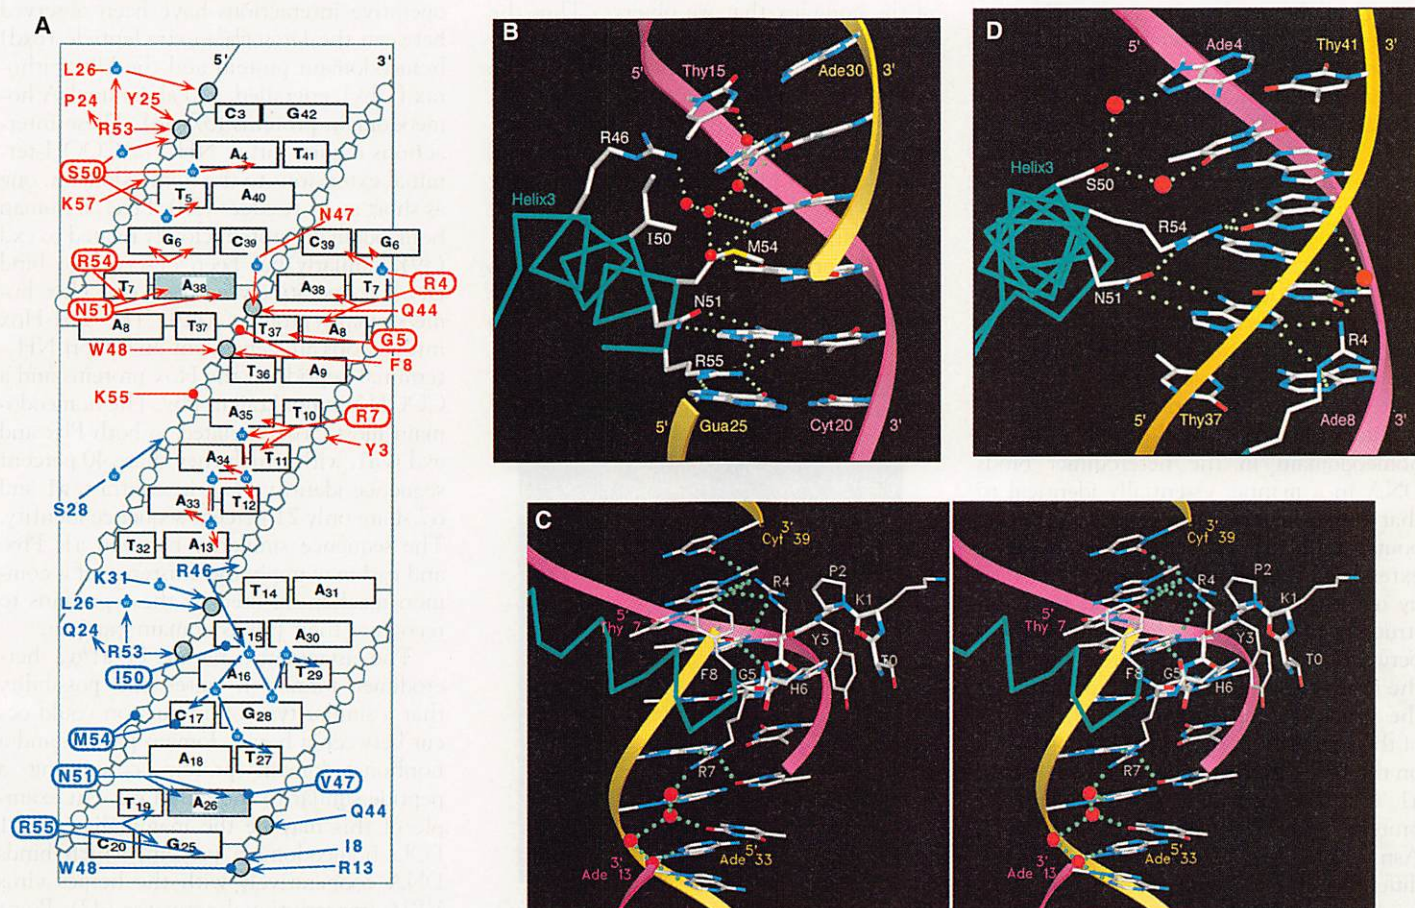 A
5' 3'
L26
P24 Y25
R53
C3 G42
A4 T41
S50
K57
T5 A40
N47
G6 C39 C39 G6
R54
T7 A38 A38 T7
R4
N51
Q44
A8 T37 T37 A8
G5
W48
F8
T36 A9
K55
A35 T10
R7
Y3
A34 T11
S28
A33 T12
T32 A13
K31 R46
T14 A31
L26
Q24
R53
T15 A30
I50
A16 T29
C17 G28
M54
A18 T27
N51
V47
T19 A26
Q44
R55
C20 G25
I8
W48
R13
B
5' Thy15 Ade30 3'
R46
Helix3
I50
M54
N51
R55
5' Gua25 Cyt20 3'
D
5' Ade4 Thy41 3'
Helix3
S50
R54
N51
R4
5' Thy37 Ade8 3'
C
3'
Cyt 39
R4 P2
K1
5'
Thy 7
Y3
F8 G5 H6 T0
R7
5'
Ade 33
3'
Ade 13
3'
Cyt 39
R4 P2
K1
5'
Thy 7
Y3
F8 G5 H6 T0
R7
5'
Ade 33
3'
Ade 13